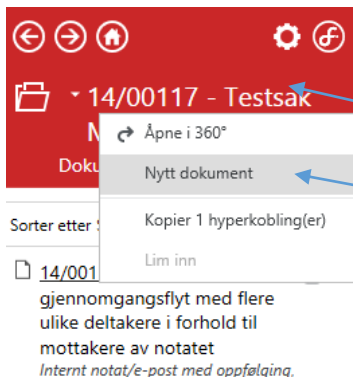 14/00117 - Testsak
N
Doku
Åpne i 360°
Nytt dokument
Kopier 1 hyperkobling(er)
Lim inn
Sorter etter S
14/001
gjennomgangsflyt med flere
ulike deltakere i forhold til
mottakere av notatet
Internt notat/e-post med oppfølging,